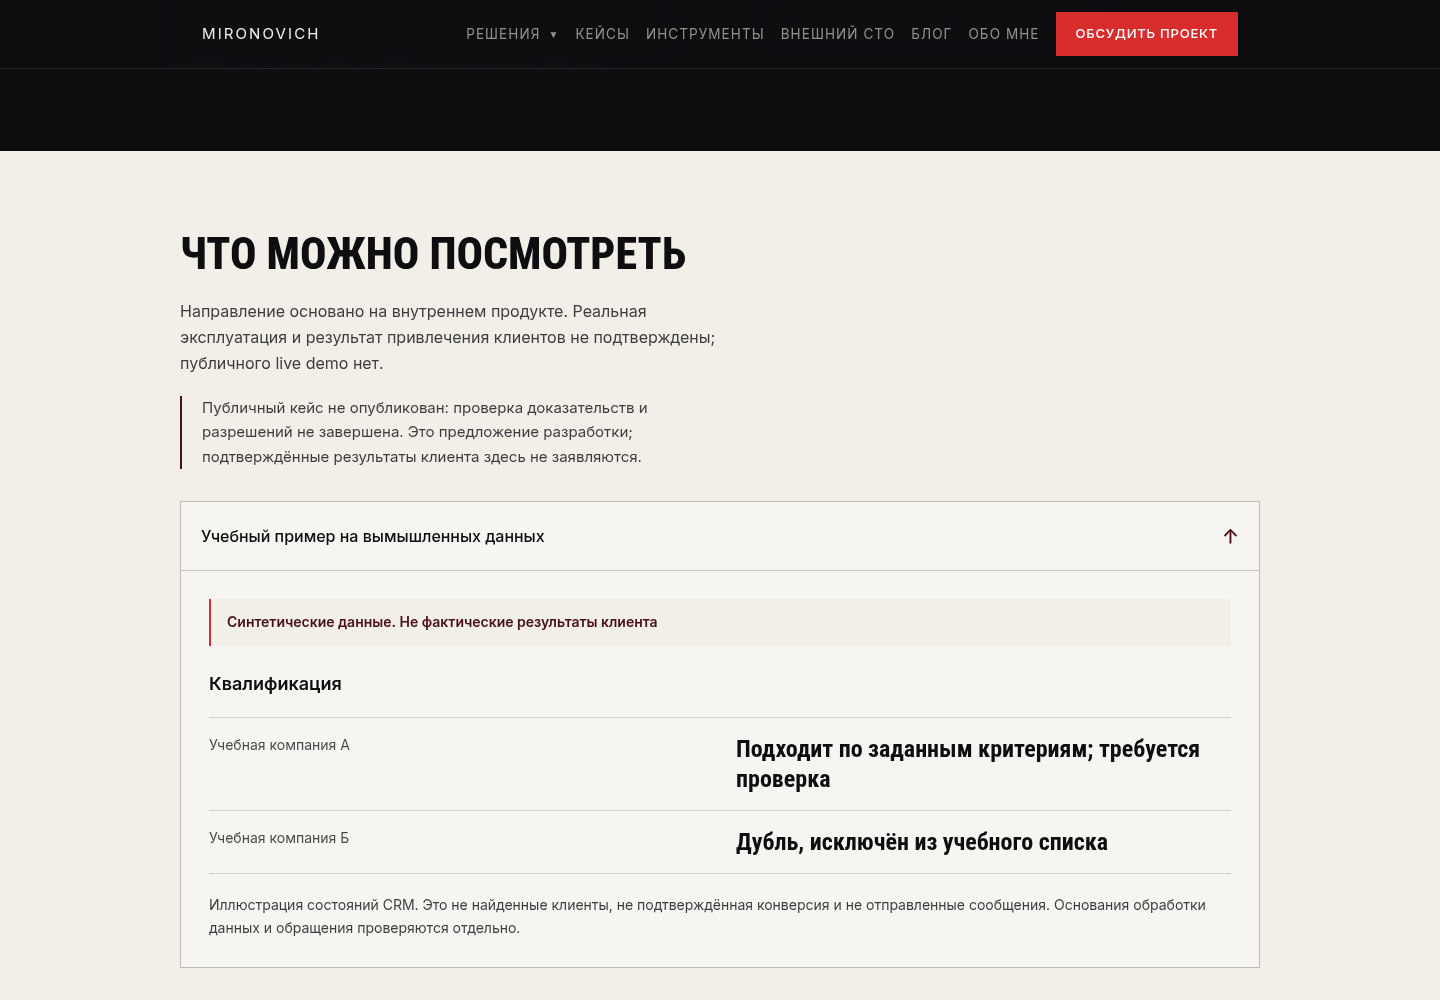 MIRONOVICH
РЕШЕНИЯ ▼ КЕЙСЫ ИНСТРУМЕНТЫ ВНЕШНИЙ СТО БЛОГ ОБО МНЕ ОБСУДИТЬ ПРОЕКТ
ЧТО МОЖНО ПОСМОТРЕТЬ
Направление основано на внутреннем продукте. Реальная
эксплуатация и результат привлечения клиентов не подтверждены;
публичного live demo нет.
Публичный кейс не опубликован: проверка доказательств и
разрешений не завершена. Это предложение разработки;
подтверждённые результаты клиента здесь не заявляются.
Учебный пример на вымышленных данных
Синтетические данные. Не фактические результаты клиента
Квалификация
Учебная компания А
Подходит по заданным критериям; требуется
проверка
Учебная компания Б
Дубль, исключён из учебного списка
Иллюстрация состояний CRM. Это не найденные клиенты, не подтверждённая конверсия и не отправленные сообщения. Основания обработки
данных и обращения проверяются отдельно.